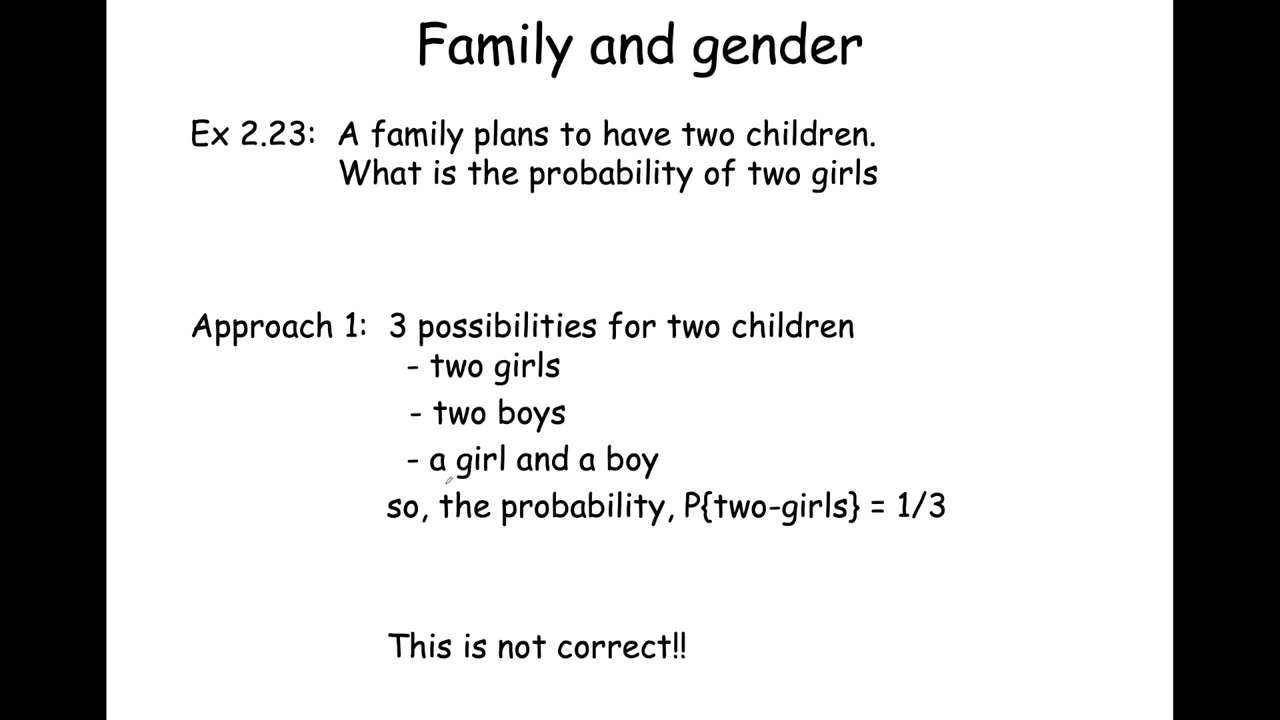 Family and gender
Ex 2.23: A family plans to have two children.
What is the probability of two girls
Approach 1: 3 possibilities for two children
- two girls
- two boys
- a girl and a boy
so, the probability, P{two-girls} = 1/3
This is not correct!!